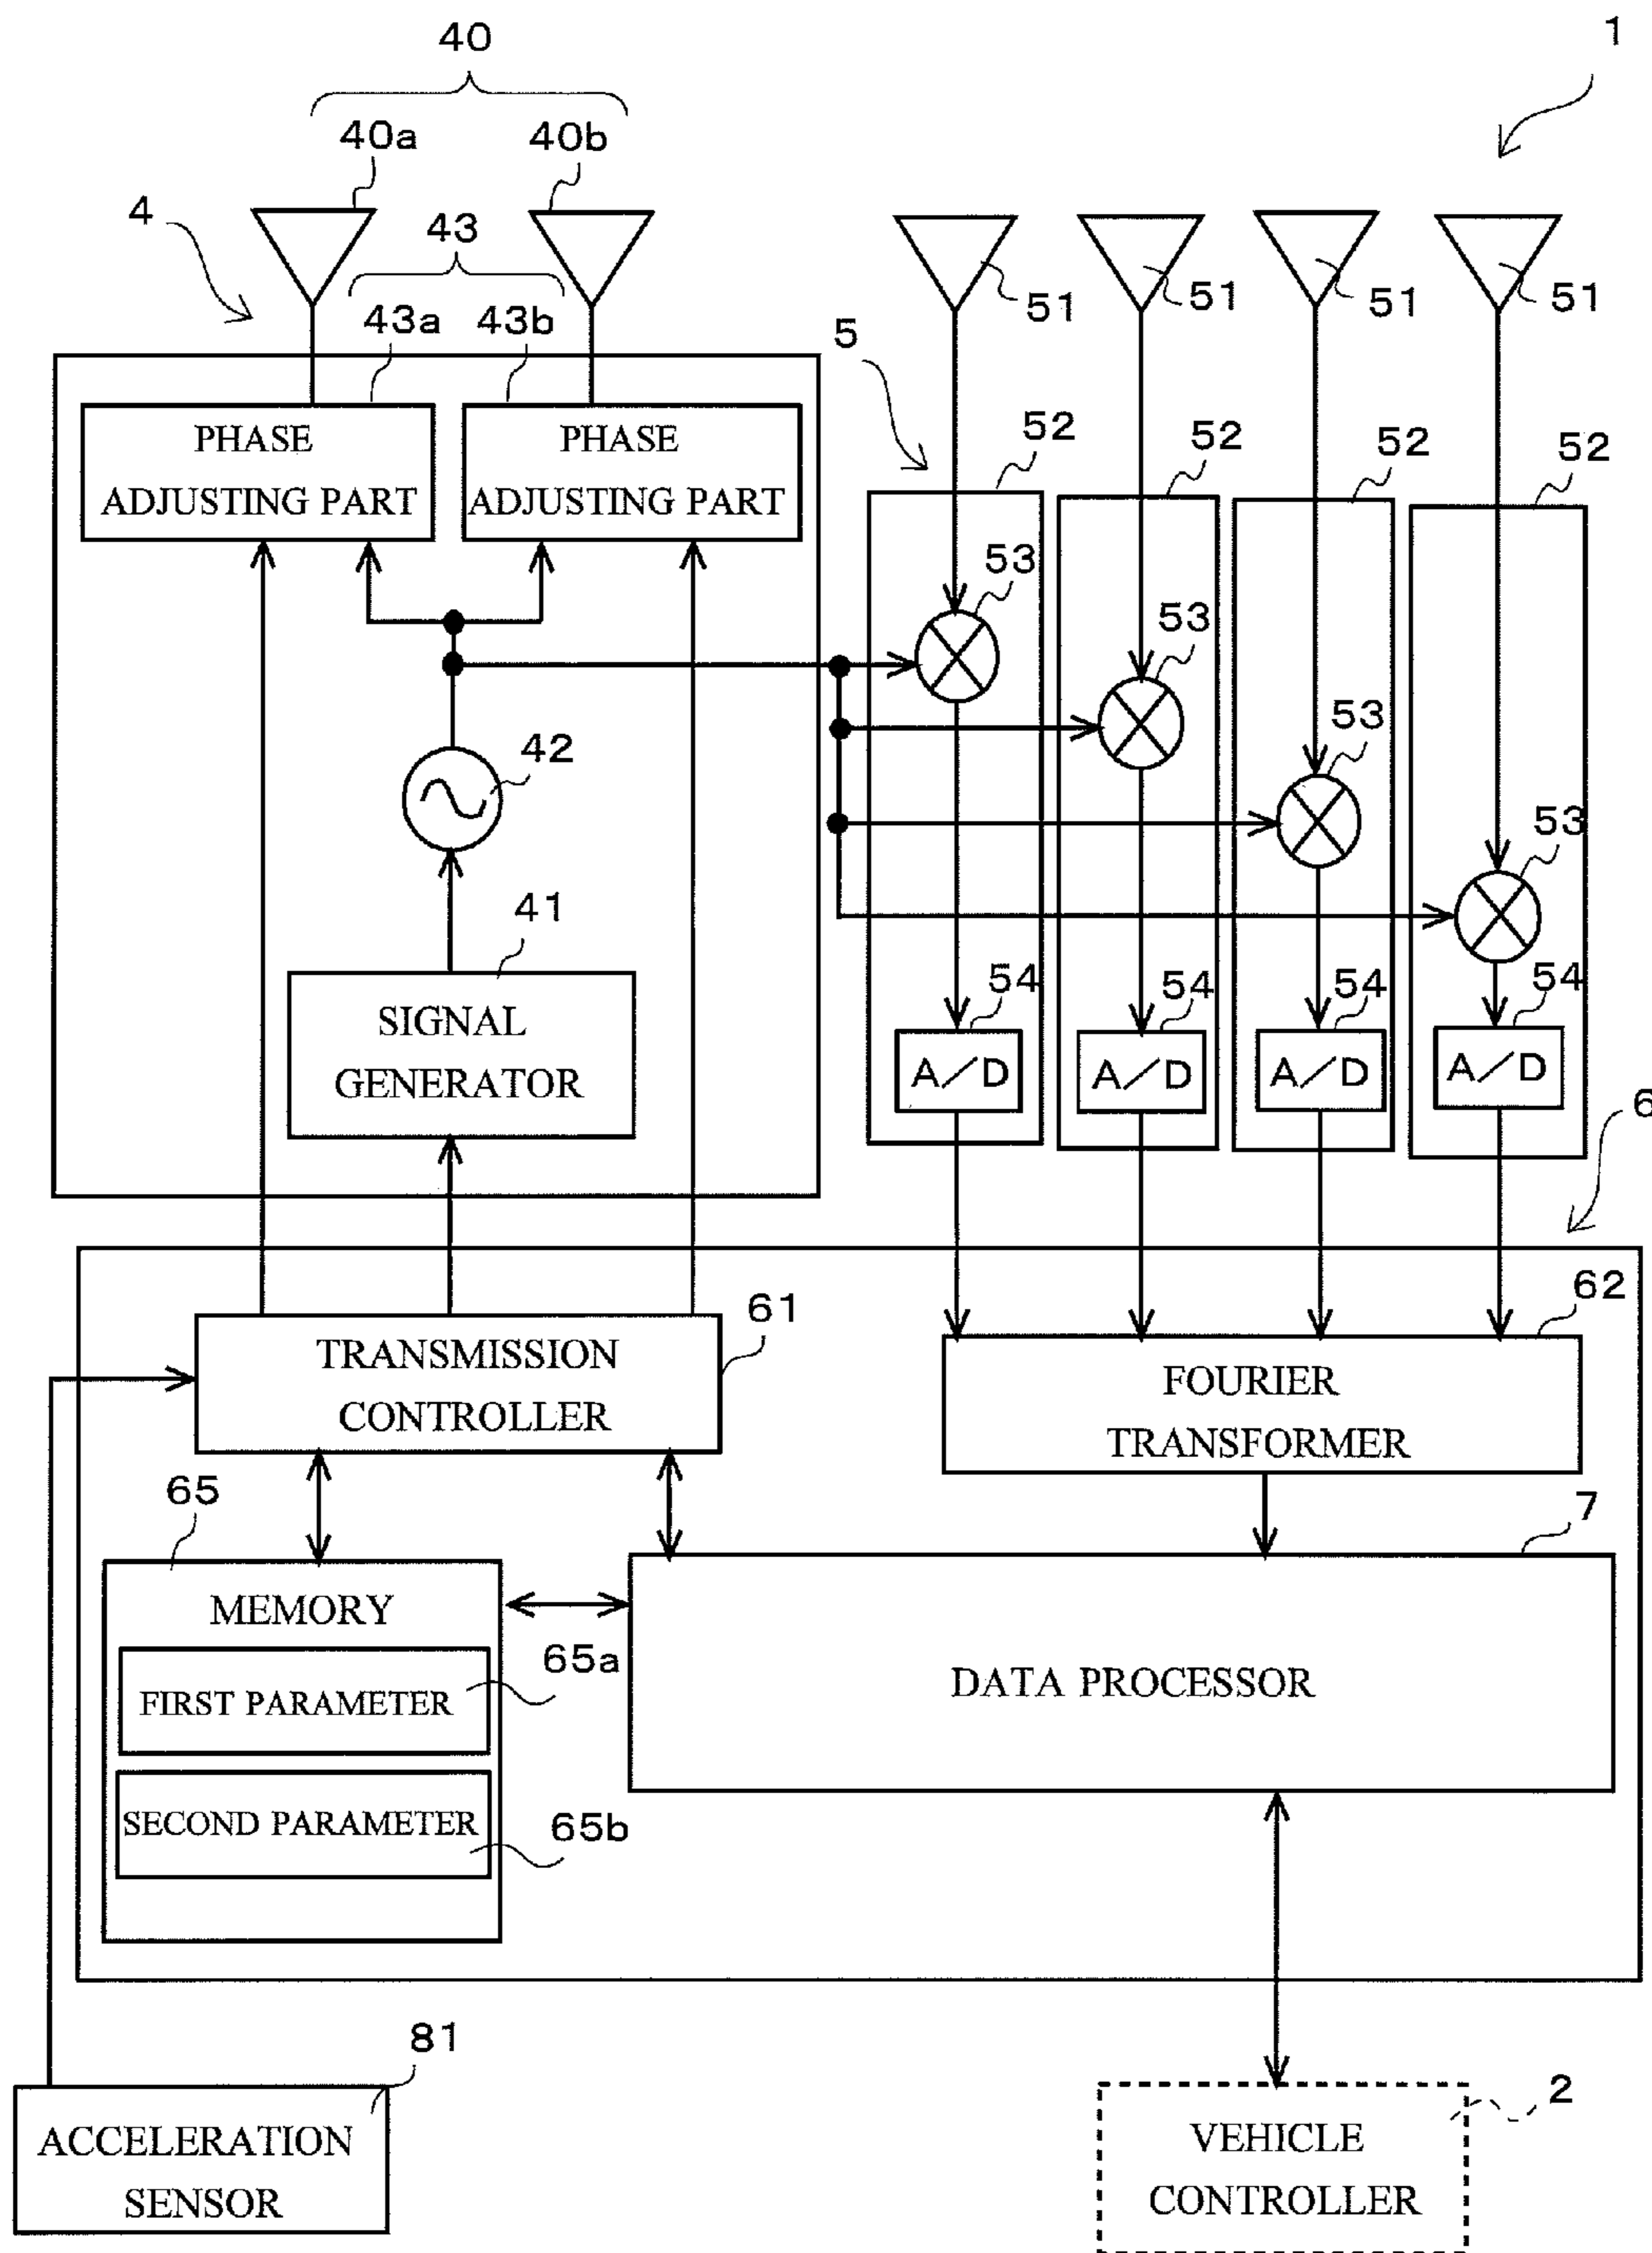 40
1
40a
40b
4
43
51
51
51
51
43a
43b
5
52
52
52
52
PHASE
ADJUSTING PART
PHASE
ADJUSTING PART
53
53
53
53
42
41
54
54
54
54
SIGNAL
GENERATOR
A/D
A/D
A/D
A/D
6
61
62
TRANSMISSION
CONTROLLER
FOURIER
TRANSFORMER
65
7
MEMORY
65a
FIRST PARAMETER
DATA PROCESSOR
SECOND PARAMETER
65b
81
2
ACCELERATION
SENSOR
VEHICLE
CONTROLLER